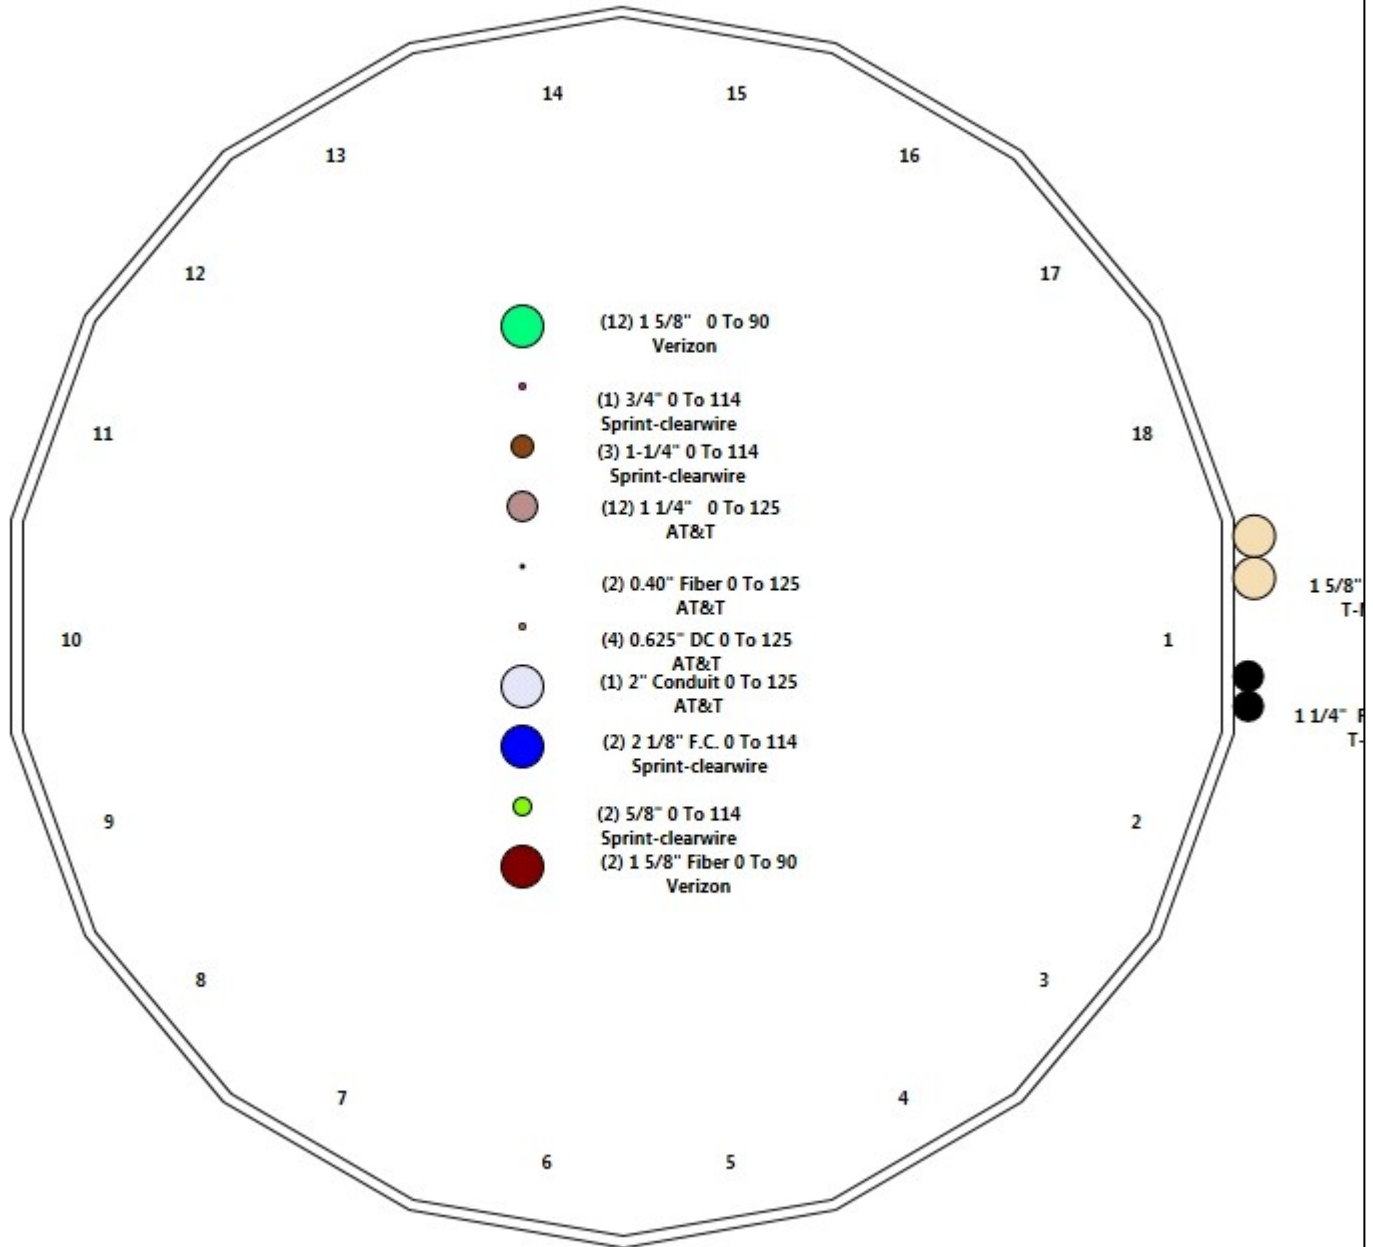 14
15
13
16
12
17
(12) 1 5/8" 0 To 90
Verizon
(1) 3/4" 0 To 114
Sprint-clearwire
11
18
(3) 1-1/4" 0 To 114
Sprint-clearwire
(12) 1 1/4" 0 To 125
AT&T
(2) 0.40" Fiber 0 To 125
AT&T
1 5/8"
10
(4) 0.625" DC 0 To 125
AT&T
1
(1) 2" Conduit 0 To 125
AT&T
1 1/4"
(2) 2 1/8" F.C. 0 To 114
Sprint-clearwire
9
(2) 5/8" 0 To 114
Sprint-clearwire
2
(2) 1 5/8" Fiber 0 To 90
Verizon
8
3
7
4
6
5